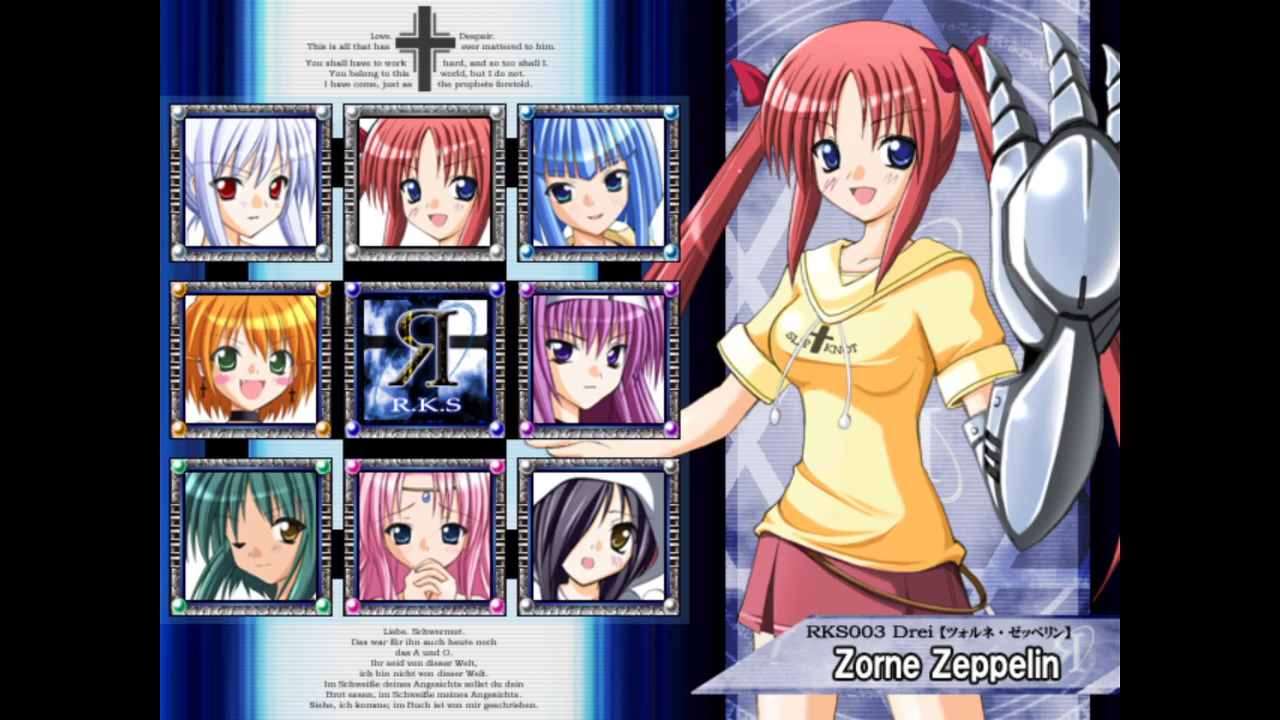 Love. Despair.
This is all that has ever mattered to him.
You shall have to work hard, and so too shall I.
You belong to this world, but I do not.
I have come, just as the prophets foretold.
R.K.S
SLIP KNOT
Liebe. Schwermut.
Das war für ihn auch heute noch
das A und O.
Ihr seid von dieser Welt,
ich bin nicht von dieser Welt.
Im Schweiße deines Angesichts sollst du dein
Brot essen, im Schweiße meines Angesichts.
Siehe, ich komme; im Buch ist von mir geschrieben.
RKS003 Drei【ツォルネ・ゼッペリン】
Zorne Zeppelin